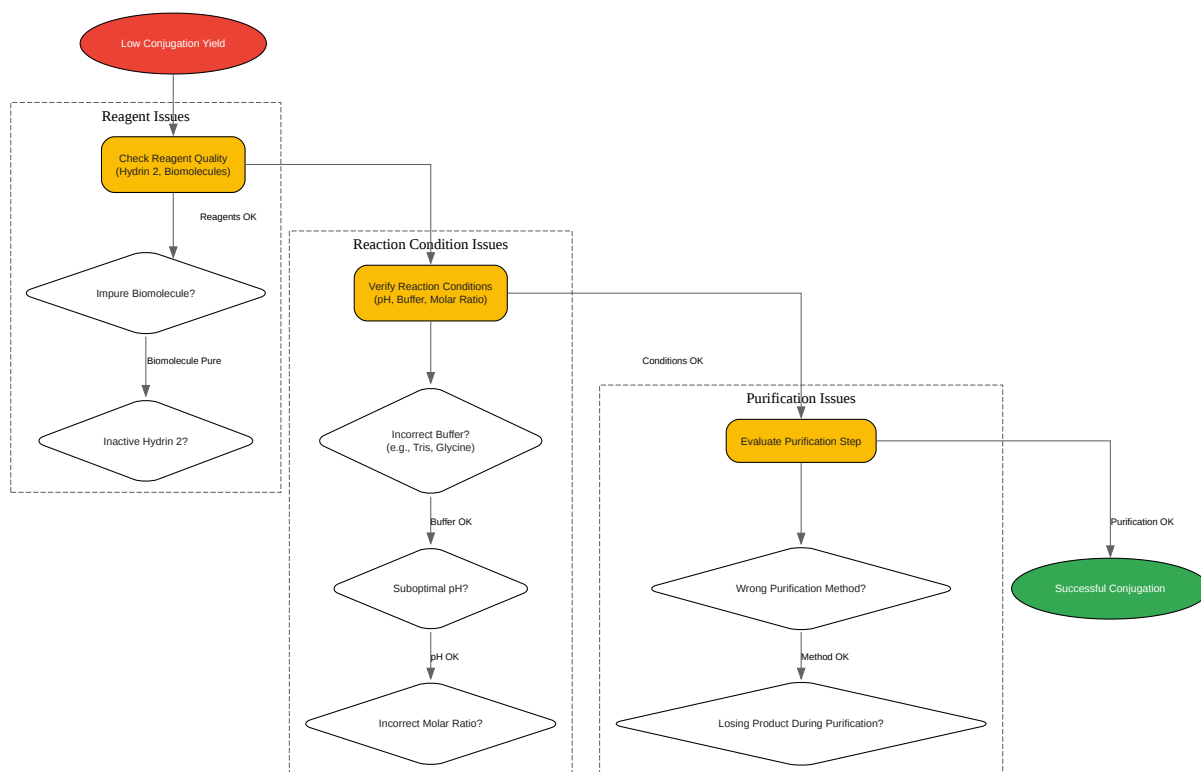 Low Conjugation Yield
Reagent Issues
Check Reagent Quality
(Hydrin 2, Biomolecules)
Reagents OK
Impure Biomolecule?
Biomolecule Pure
Inactive Hydrin 2?
Reaction Condition Issues
Verify Reaction Conditions
(pH, Buffer, Molar Ratio)
Incorrect Buffer?
(e.g., Tris, Glycine)
Buffer OK
Suboptimal pH?
pH OK
Incorrect Molar Ratio?
Conditions OK
Purification Issues
Evaluate Purification Step
Wrong Purification Method?
Method OK
Losing Product During Purification?
Purification OK
Successful Conjugation